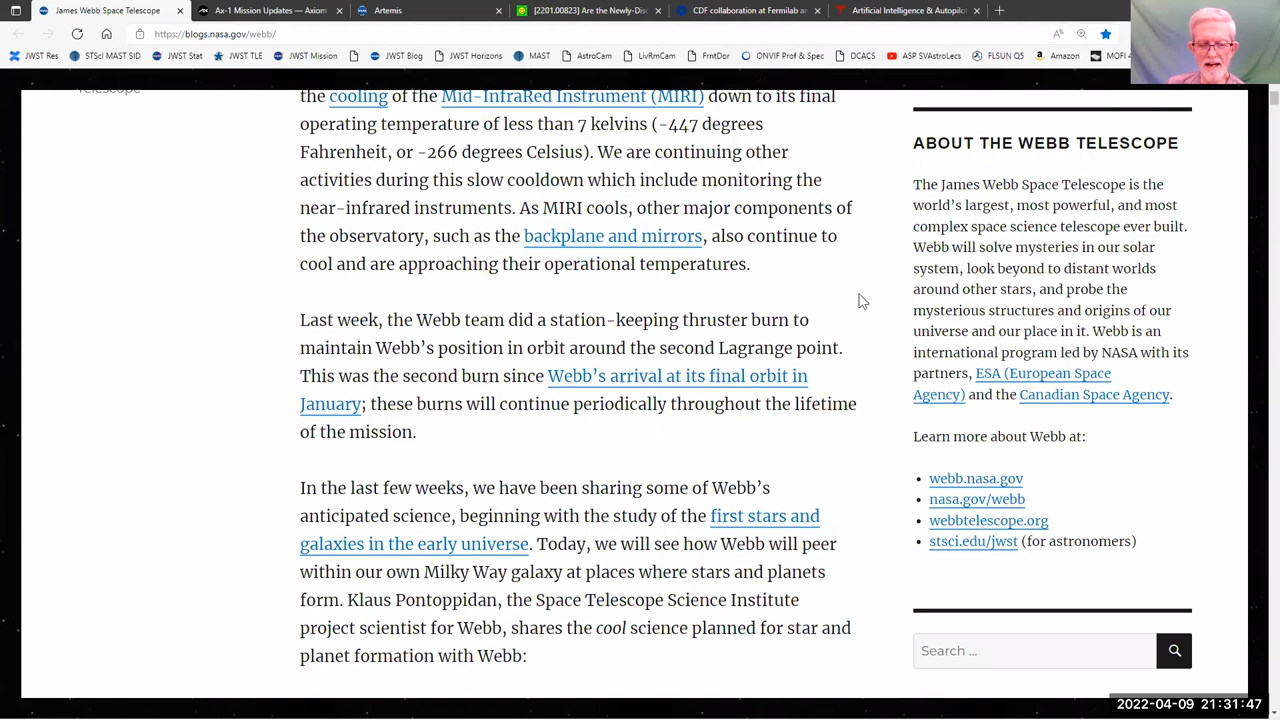 James Webb Space Telescope
Ax-1 Mission Updates — Axiom
Artemis
[2201.00823] Are the Newly-Dis
CDF collaboration at Fermilab an
Artificial Intelligence & Autopilot
https://blogs.nasa.gov/webb/
JWST Res
STScI MAST SID
JWST Stat
JWST TLE
JWST Mission
JWST Blog
JWST Horizons
MAST
AstroCam
LivRmCam
FrntDor
ONVIF Prof & Spec
DCACS
ASP SVAstroLecs
FLSUN Q5
Amazon
MOFI
Telescope
the cooling of the Mid-InfraRed Instrument (MIRI) down to its final
operating temperature of less than 7 kelvins (-447 degrees
Fahrenheit, or -266 degrees Celsius). We are continuing other
activities during this slow cooldown which include monitoring the
near-infrared instruments. As MIRI cools, other major components of
the observatory, such as the backplane and mirrors, also continue to
cool and are approaching their operational temperatures.
Last week, the Webb team did a station-keeping thruster burn to
maintain Webb’s position in orbit around the second Lagrange point.
This was the second burn since Webb’s arrival at its final orbit in
January; these burns will continue periodically throughout the lifetime
of the mission.
In the last few weeks, we have been sharing some of Webb’s
anticipated science, beginning with the study of the first stars and
galaxies in the early universe. Today, we will see how Webb will peer
within our own Milky Way galaxy at places where stars and planets
form. Klaus Pontoppidan, the Space Telescope Science Institute
project scientist for Webb, shares the cool science planned for star and
planet formation with Webb:
ABOUT THE WEBB TELESCOPE
The James Webb Space Telescope is the
world’s largest, most powerful, and most
complex space science telescope ever built.
Webb will solve mysteries in our solar
system, look beyond to distant worlds
around other stars, and probe the
mysterious structures and origins of our
universe and our place in it. Webb is an
international program led by NASA with its
partners, ESA (European Space
Agency) and the Canadian Space Agency.
Learn more about Webb at:
webb.nasa.gov
nasa.gov/webb
webbtelescope.org
stsci.edu/jwst (for astronomers)
Search …
2022-04-09 21:31:47